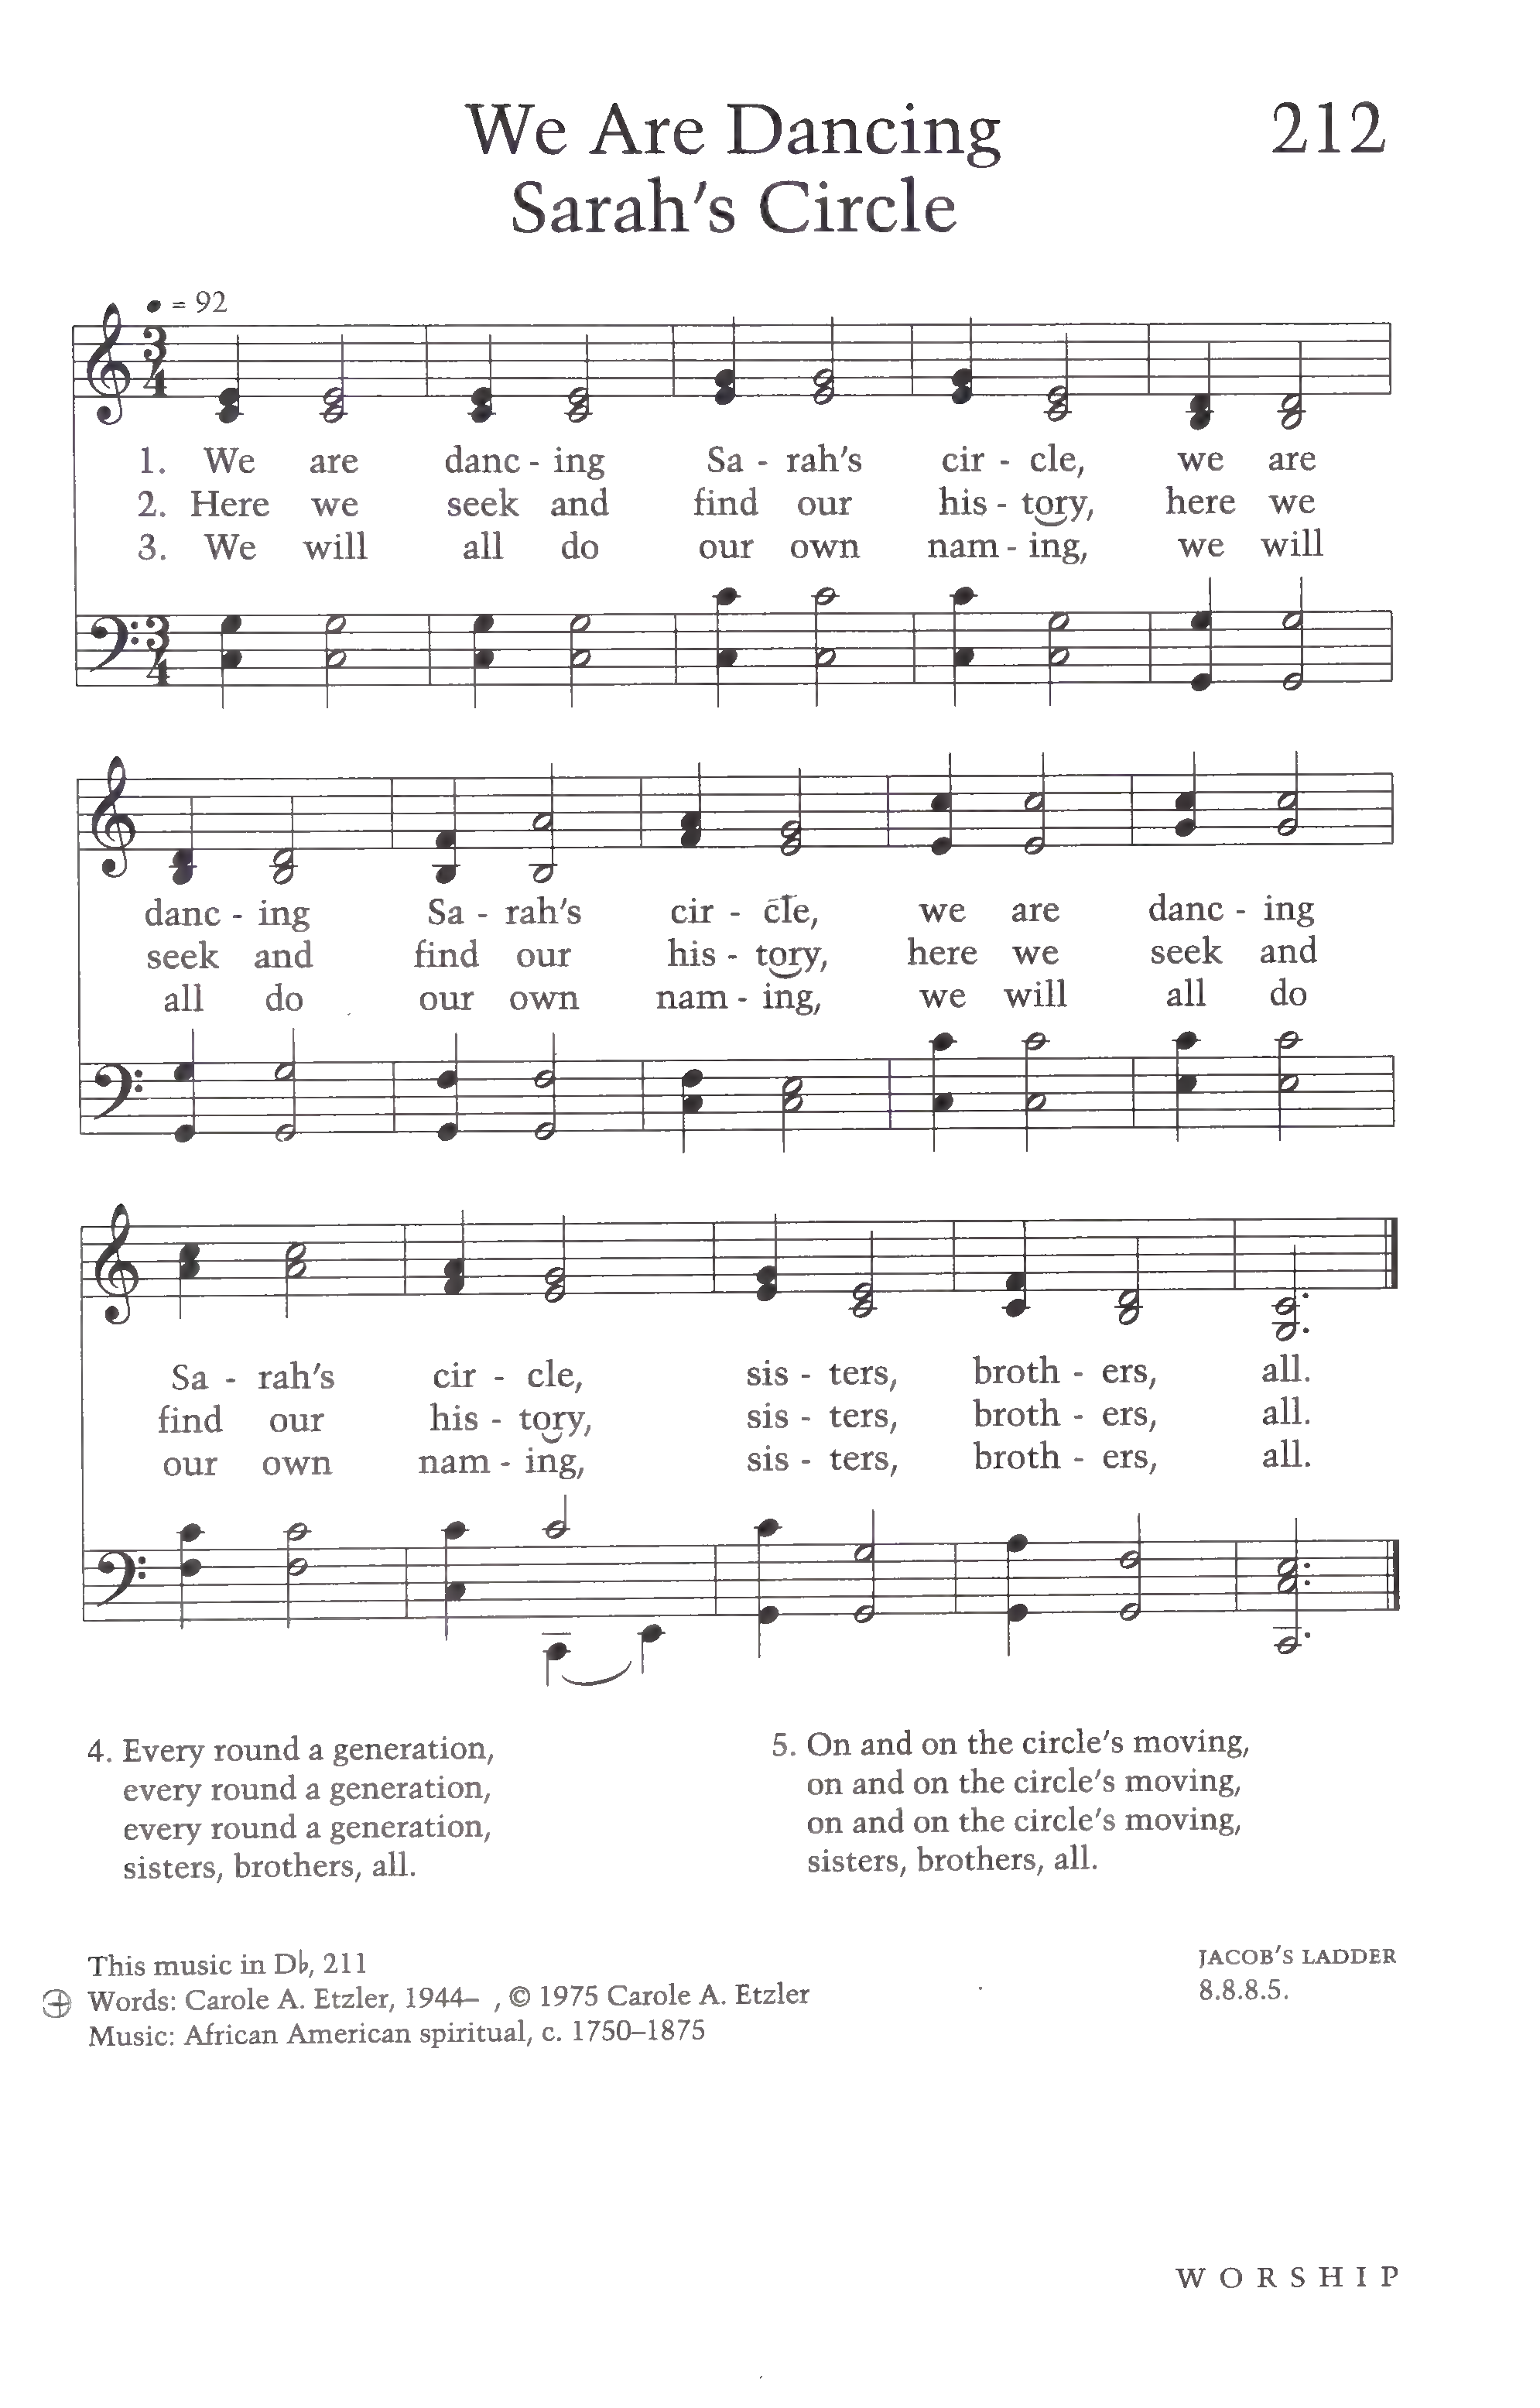 We Are Dancing 212
Sarah's Circle
= 92
3 4
1. We are danc - ing Sa - rah's cir - cle, we are
2. Here we seek and find our his - tory, here we
3. We will all do our own nam - ing, we will
3 4
danc - ing Sa - rah's cir - cle, we are danc - ing
seek and find our his - tory, here we seek and
all do our own nam - ing, we will all do
Sa - rah's cir - cle, sis - ters, broth - ers, all.
find our his - tory, sis - ters, broth - ers, all.
our own nam - ing, sis - ters, broth - ers, all.
4. Every round a generation,
every round a generation,
every round a generation,
sisters, brothers, all.
5. On and on the circle's moving,
on and on the circle's moving,
on and on the circle's moving,
sisters, brothers, all.
This music in D♭, 211
Words: Carole A. Etzler, 1944– , © 1975 Carole A. Etzler
Music: African American spiritual, c. 1750–1875
JACOB'S LADDER
8.8.8.5.
WORSHIP